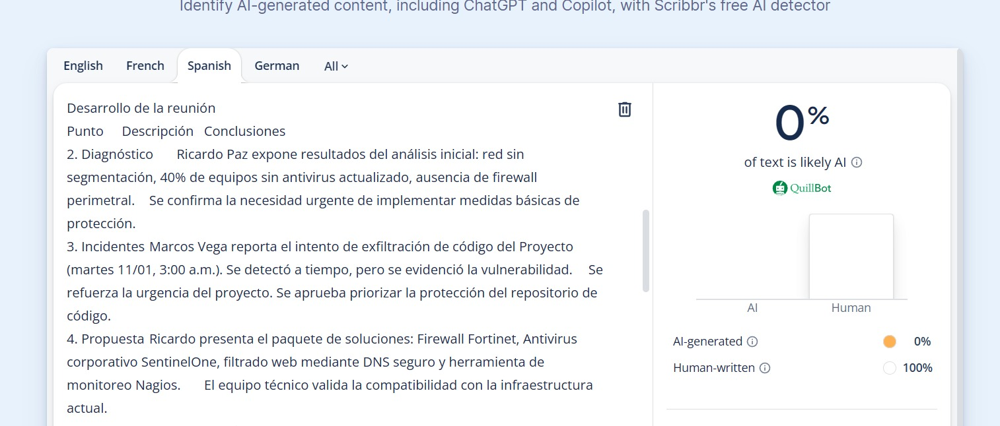 Identify AI-generated content, including ChatGPT and Copilot, with Scribbr's free AI detector
English French Spanish German All
Desarrollo de la reunión
Punto Descripción Conclusiones
2. Diagnóstico Ricardo Paz expone resultados del análisis inicial: red sin
segmentación, 40% de equipos sin antivirus actualizado, ausencia de firewall
perimetral. Se confirma la necesidad urgente de implementar medidas básicas de
protección.
3. Incidentes Marcos Vega reporta el intento de exfiltración de código del Proyecto
(martes 11/01, 3:00 a.m.). Se detectó a tiempo, pero se evidenció la vulnerabilidad. Se
refuerza la urgencia del proyecto. Se aprueba priorizar la protección del repositorio de
código.
4. Propuesta Ricardo presenta el paquete de soluciones: Firewall Fortinet, Antivirus
corporativo SentinelOne, filtrado web mediante DNS seguro y herramienta de
monitoreo Nagios. El equipo técnico valida la compatibilidad con la infraestructura
actual.
0%
of text is likely AI
QuillBot
AI Human
AI-generated 0%
Human-written 100%